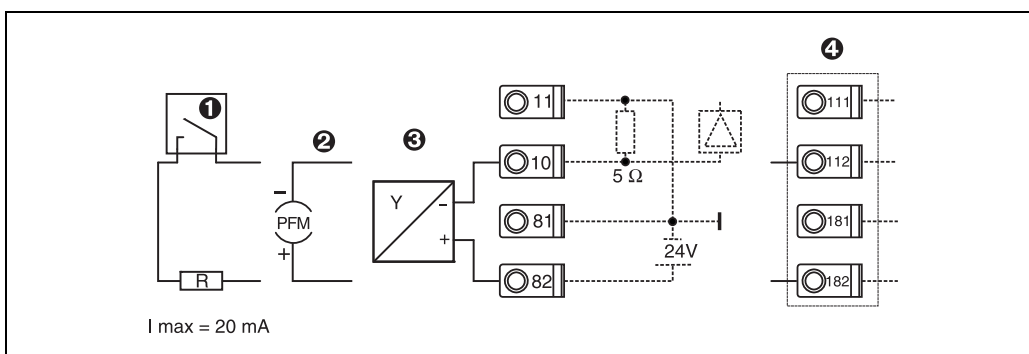 ❶
❷
❸
❹
PFM
-
+
R
I max = 20 mA
Y
-
+
11
10
81
82
5 Ω
24V
111
112
181
182